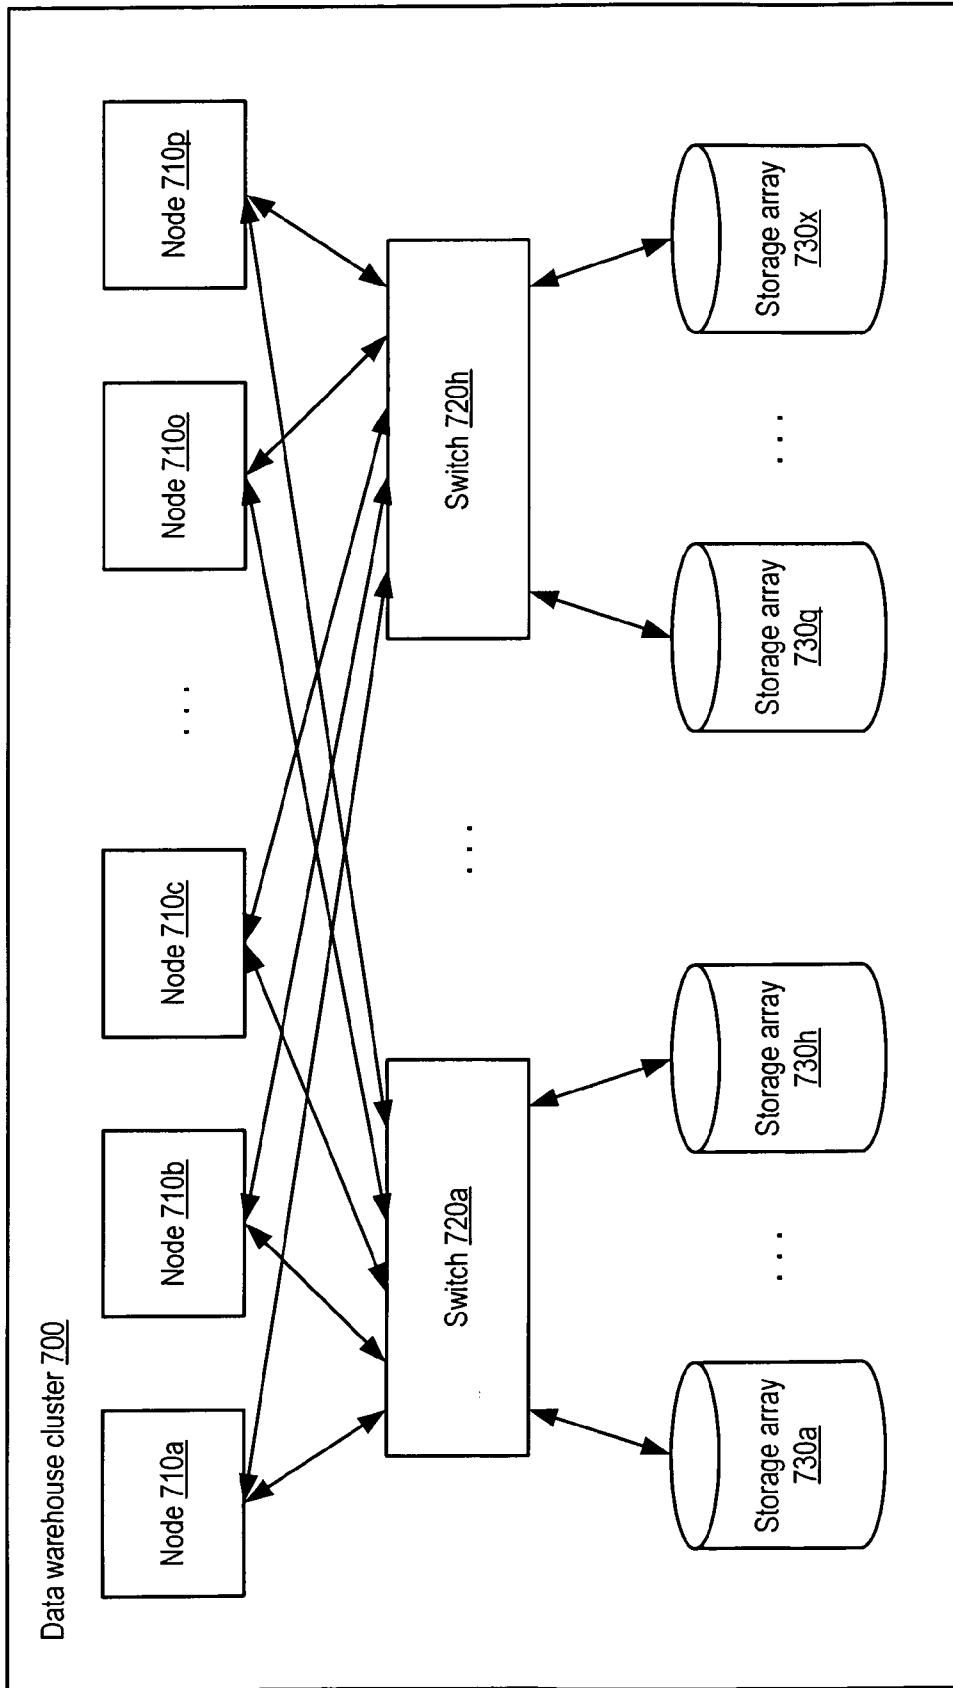 Data warehouse cluster 700
Node 710a
Node 710b
Node 710c
. . .
Node 710o
Node 710p
Switch 720a
. . .
Switch 720h
Storage array
730a
. . .
Storage array
730h
Storage array
730q
. . .
Storage array
730x